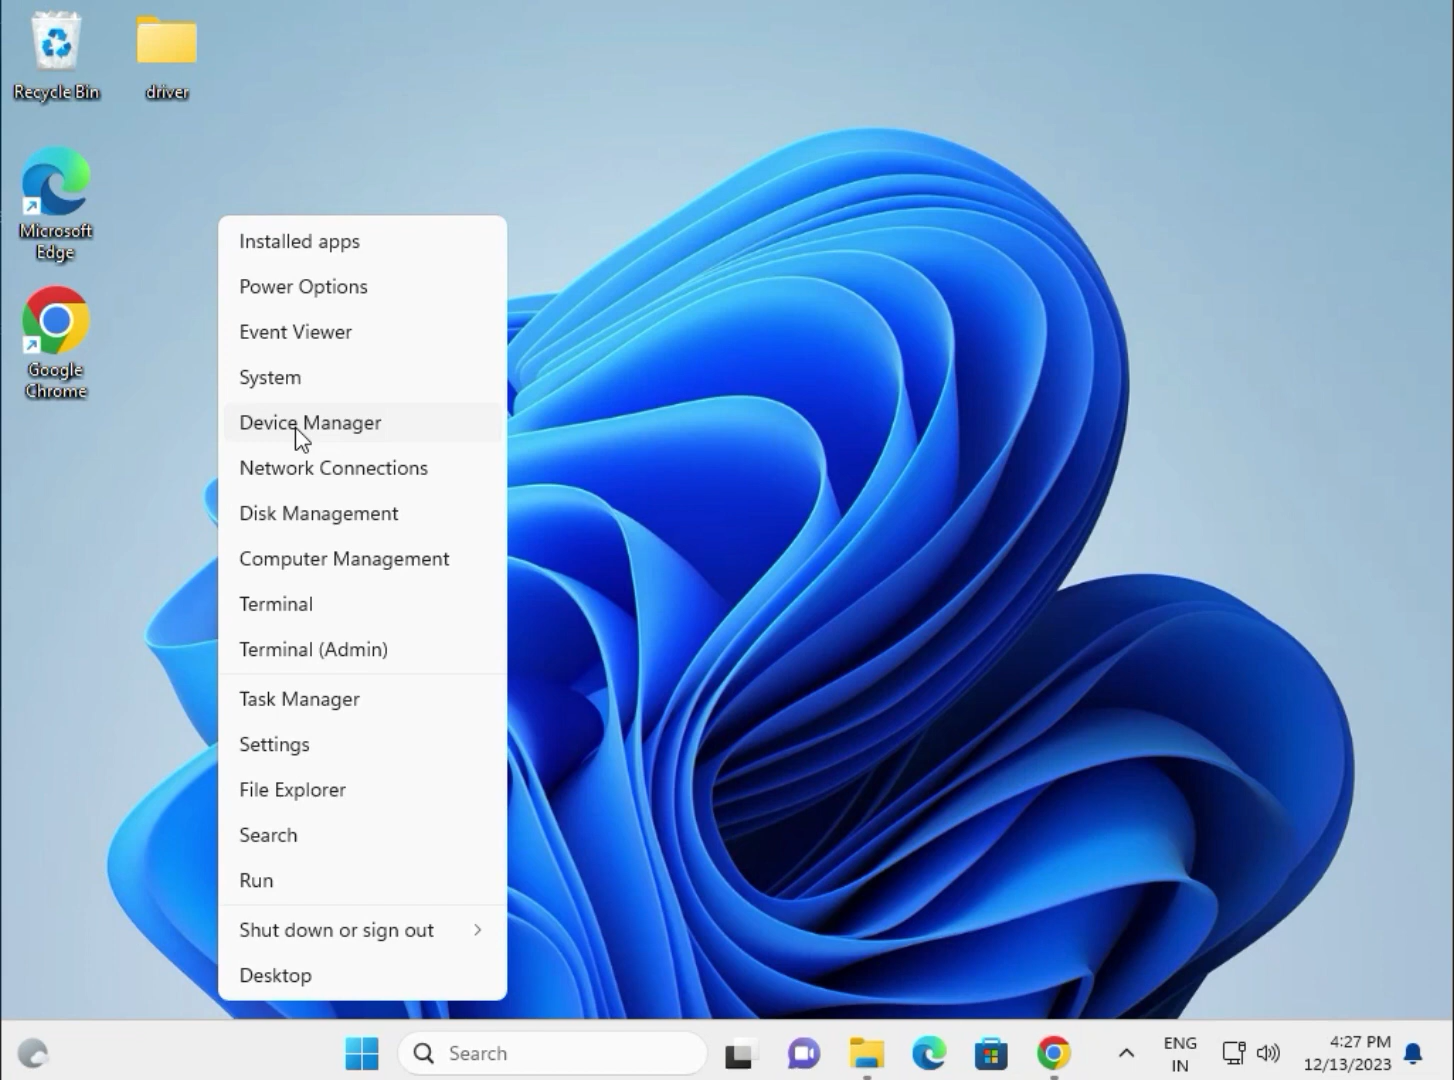 Recycle Bin
driver
Microsoft
Edge
Google
Chrome
Installed apps
Power Options
Event Viewer
System
Device Manager
Network Connections
Disk Management
Computer Management
Terminal
Terminal (Admin)
Task Manager
Settings
File Explorer
Search
Run
Shut down or sign out
Desktop
Search
ENG
IN
4:27 PM
12/13/2023